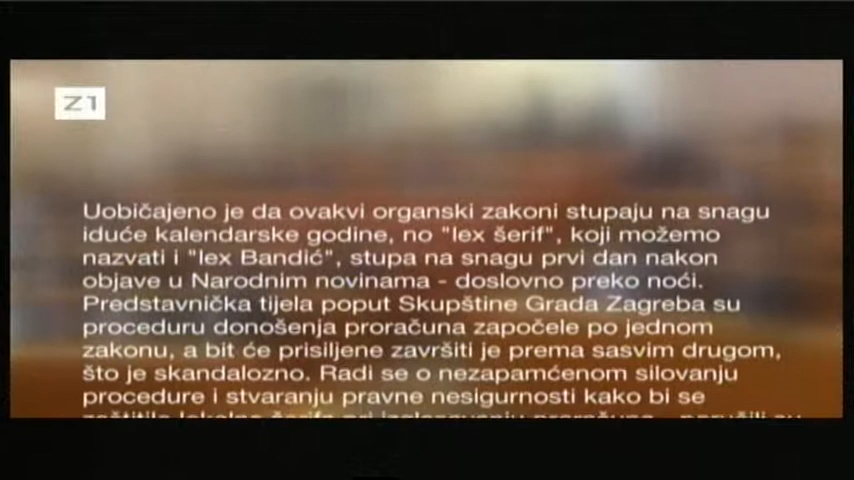 Z1
Uobičajeno je da ovakvi organski zakoni stupaju na snagu
iduće kalendarske godine, no "lex šerif", koji možemo
nazvati i "lex Bandić", stupa na snagu prvi dan nakon
objave u Narodnim novinama - doslovno preko noći.
Predstavnička tijela poput Skupštine Grada Zagreba su
proceduru donošenja proračuna započele po jednom
zakonu, a bit će prisiljene završiti je prema sasvim drugom,
što je skandalozno. Radi se o nezapamćenom silovanju
procedure i stvaranju pravne nesigurnosti kako bi se